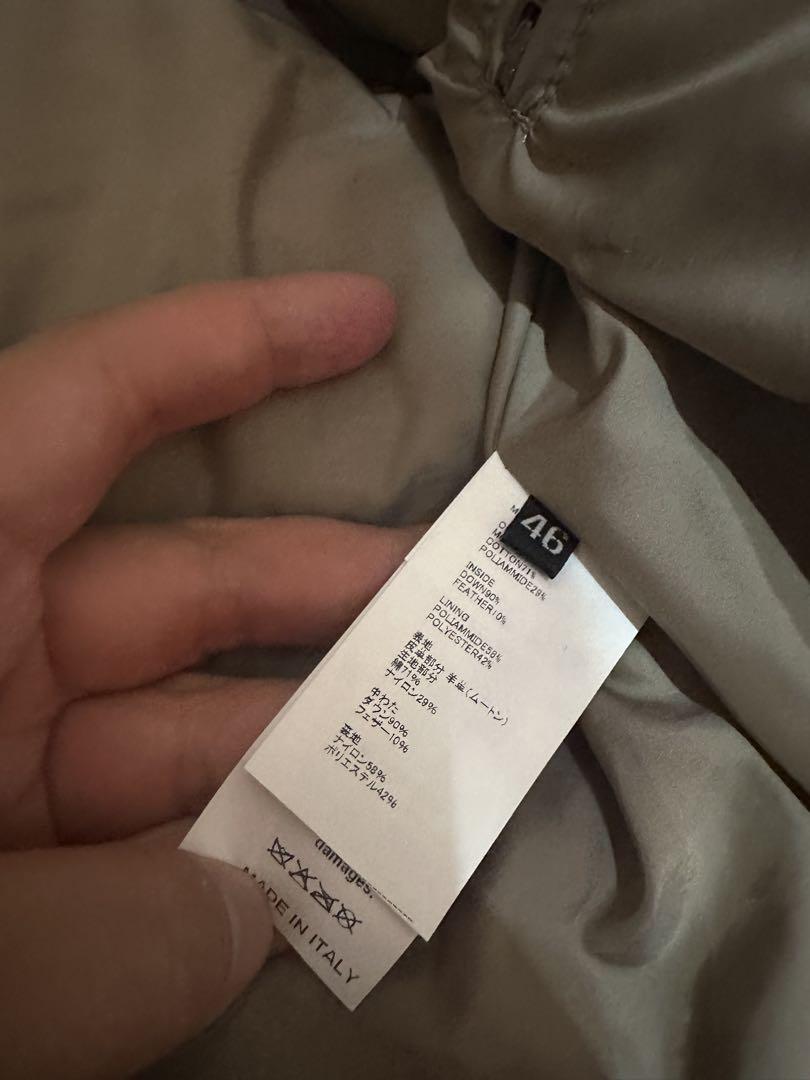 46
COTTON71%
POLIAMMIDE29%
INSIDE
DOWN90%
FEATHER10%
LINING
POLIAMMIDE58%
POLYESTER42%
表地
皮革部分 羊革(ムートン)
生地部分
綿71%
ナイロン29%
中わた
ダウン90%
フェザー10%
裏地
ナイロン58%
ポリエステル42%
damages.
MADE IN ITALY